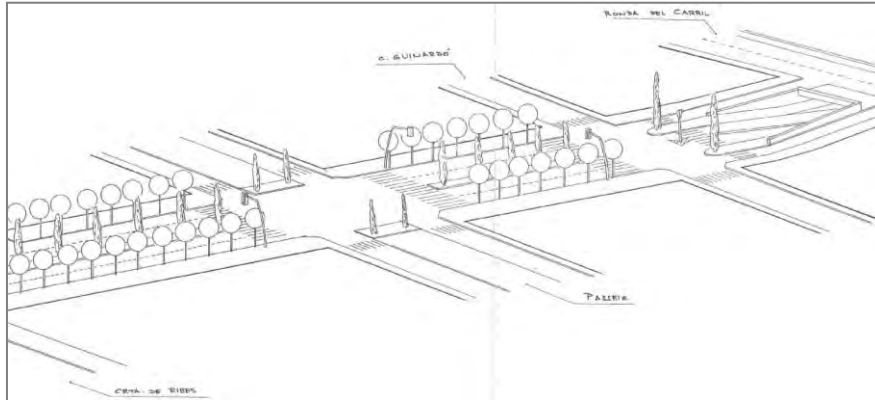 RONDA DEL CARRIL
C. GUINARDÓ
PASSEIG
CRTA. DE RIBES